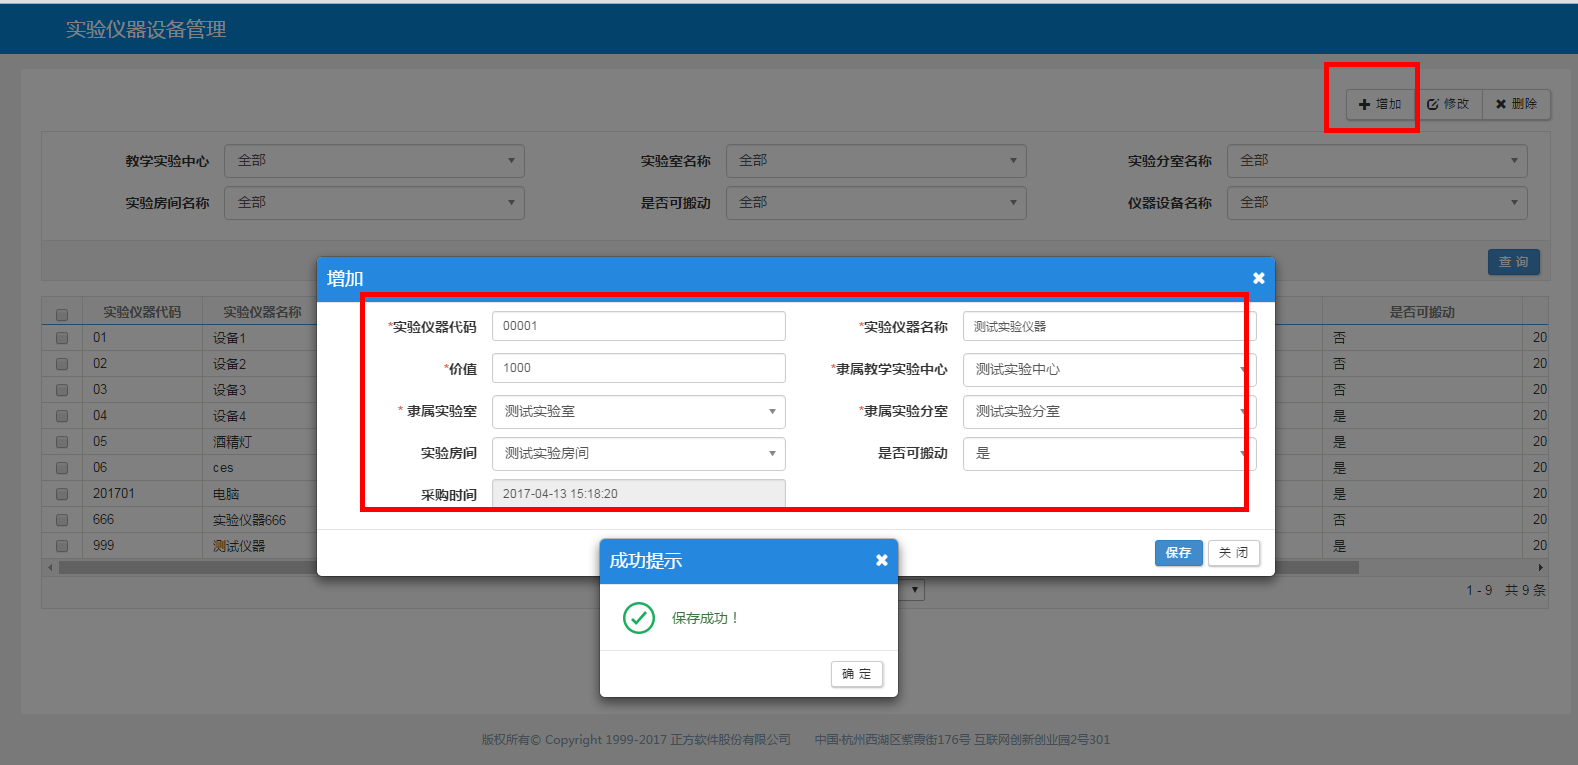 实验仪器设备管理
增加 修改 删除
教学实验中心 全部 实验室名称 全部 实验分室名称 全部
实验房间名称 全部 是否可搬动 全部 仪器设备名称 全部
查 询
增加
实验仪器代码 实验仪器名称 是否可搬动
*实验仪器代码 00001 *实验仪器名称 测试实验仪器
01 设备1 否 20
*价值 1000 *隶属教学实验中心 测试实验中心
02 设备2 否 20
03 设备3 否 20
* 隶属实验室 测试实验室 *隶属实验分室 测试实验分室
04 设备4 是 20
05 酒精灯 是 20
实验房间 测试实验房间 是否可搬动 是
06 ces 是 20
201701 电脑 是 20
采购时间 2017-04-13 15:18:20
666 实验仪器666 否 20
999 测试仪器 是 20
保存 关 闭
成功提示
1 - 9 共 9 条
保存成功！
确 定
版权所有© Copyright 1999-2017 正方软件股份有限公司 中国·杭州西湖区紫霞街176号 互联网创新创业园2号301